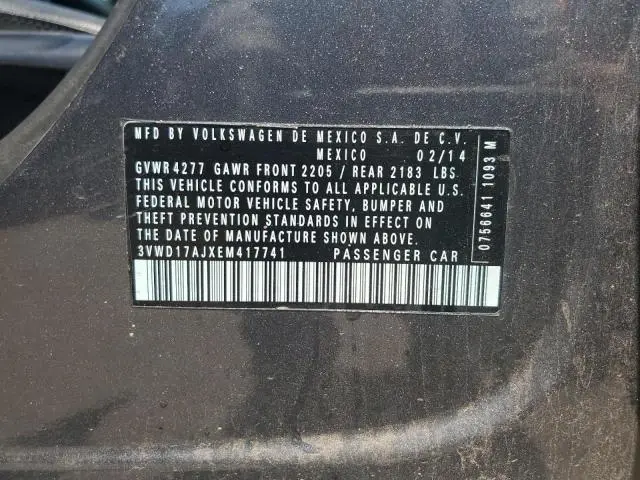 MFD BY VOLKSWAGEN DE MEXICO S.A. DE C.V.
MEXICO 02/14
GVWR 4277 GAWR FRONT 2205 / REAR 2183 LBS
THIS VEHICLE CONFORMS TO ALL APPLICABLE U.S.
FEDERAL MOTOR VEHICLE SAFETY, BUMPER AND
THEFT PREVENTION STANDARDS IN EFFECT ON
THE DATE OF MANUFACTURE SHOWN ABOVE.
3VWD17AJXEM417741 PASSENGER CAR
0756641 1093 M